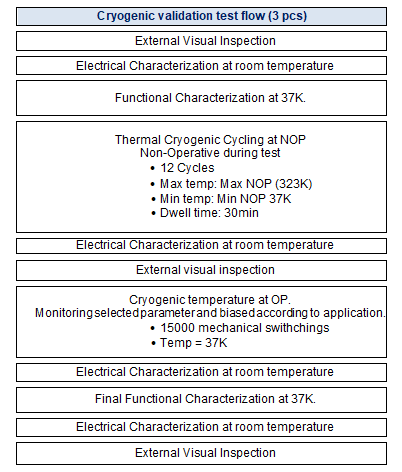 Cryogenic validation test flow (3 pcs)
External Visual Inspection
Electrical Characterization at room temperature
Functional Characterization at 37K.
Thermal Cryogenic Cycling at NOP
Non-Operative during test
• 12 Cycles
• Max temp: Max NOP (323K)
• Min temp: Min NOP 37K
• Dwell time: 30min
Electrical Characterization at room temperature
External visual inspection
Cryogenic temperature at OP.
Monitoring selected parameter and biased according to application.
• 15000 mechanical swithchings
• Temp = 37K
Electrical Characterization at room temperature
Final Functional Characterization at 37K.
Electrical Characterization at room temperature
External Visual Inspection